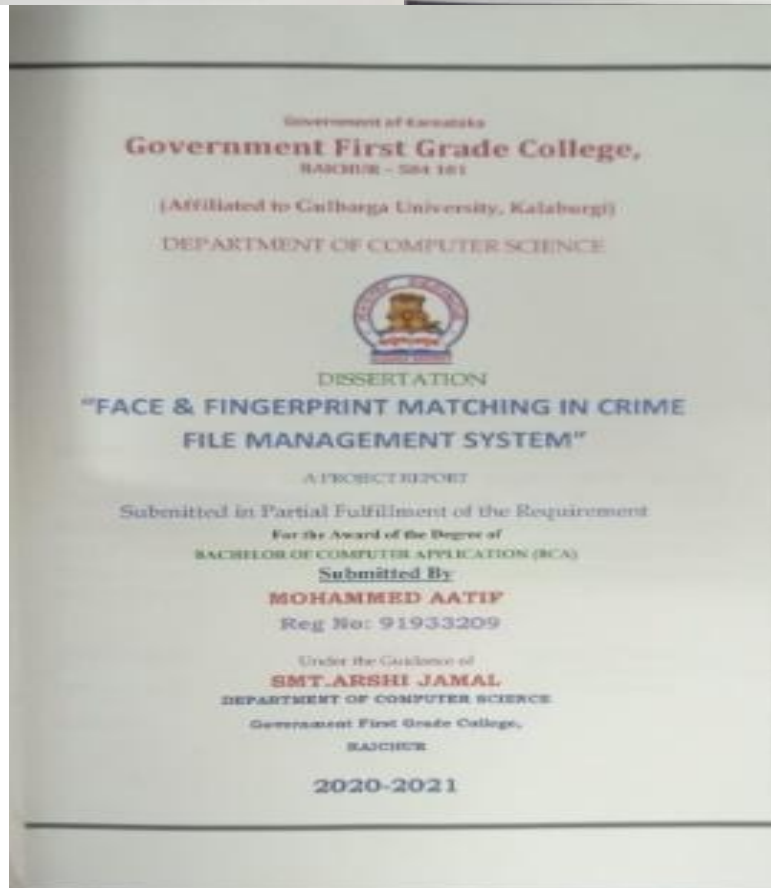 Government of Karnataka
Government First Grade College,
RAICHUR - 584 101
(Affiliated to Gulbarga University, Kalaburgi)
DEPARTMENT OF COMPUTER SCIENCE
DISSERTATION
"FACE & FINGERPRINT MATCHING IN CRIME
FILE MANAGEMENT SYSTEM"
A PROJECT REPORT
Submitted in Partial Fulfillment of the Requirement
For the Award of the Degree of
BACHELOR OF COMPUTER APPLICATION (BCA)
Submitted By
MOHAMMED AATIF
Reg No: 91933209
Under the Guidance of
SMT.ARSHI JAMAL
DEPARTMENT OF COMPUTER SCIENCE
Government First Grade College,
RAICHUR
2020-2021